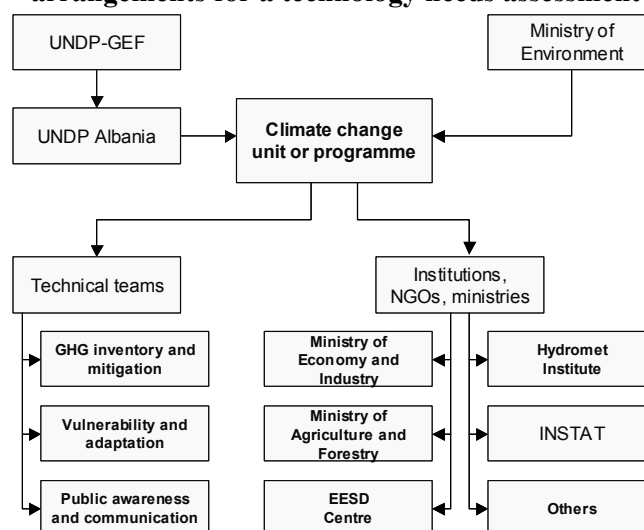 arrangements for a technology needs assessment
UNDP-GEF
Ministry of
Environment
UNDP Albania
Climate change
unit or programme
Technical teams
Institutions,
NGOs, ministries
GHG inventory and
mitigation
Ministry of
Economy and
Industry
Hydromet
Institute
Vulnerability and
adaptation
Ministry of
Agriculture and
Forestry
INSTAT
Public awareness
and communication
EESD
Centre
Others